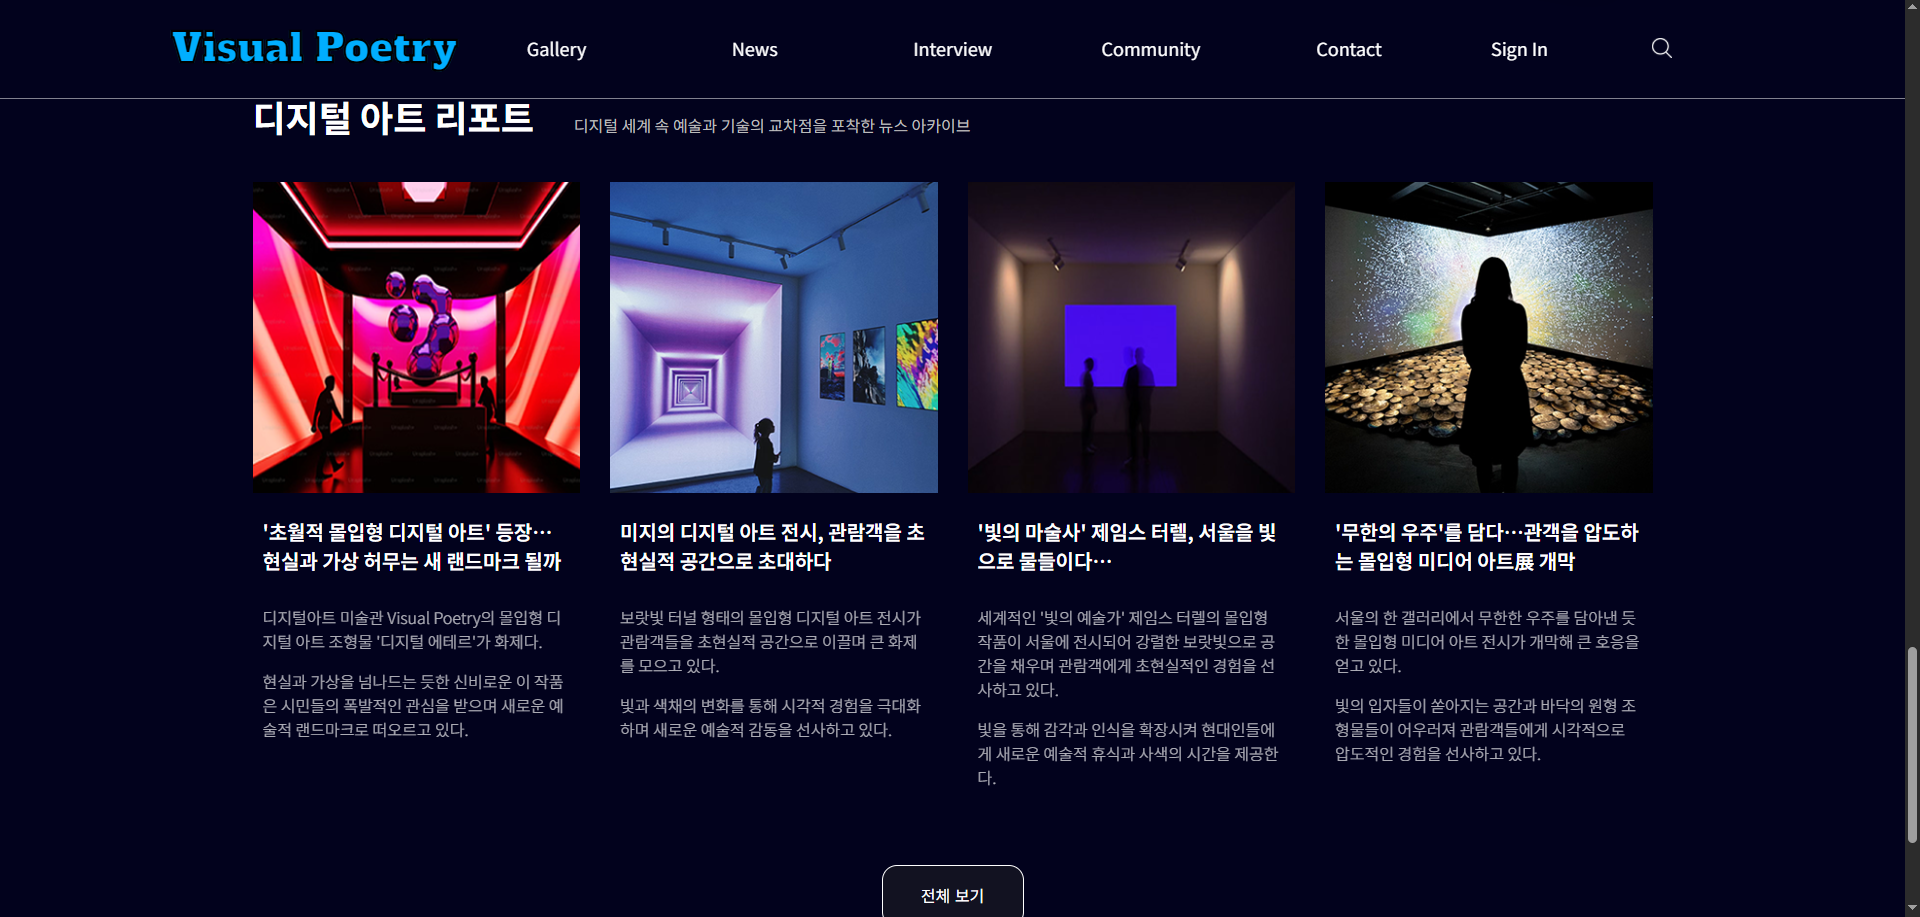 Visual Poetry
Gallery
News
Interview
Community
Contact
Sign In
디지털 아트 리포트
디지털 세계 속 예술과 기술의 교차점을 포착한 뉴스 아카이브
'초월적 몰입형 디지털 아트' 등장…
현실과 가상 허무는 새 랜드마크 될까
디지털아트 미술관 Visual Poetry의 몰입형 디
지털 아트 조형물 '디지털 에테르'가 화제다.
현실과 가상을 넘나드는 듯한 신비로운 이 작품
은 시민들의 폭발적인 관심을 받으며 새로운 예
술적 랜드마크로 떠오르고 있다.
미지의 디지털 아트 전시, 관람객을 초
현실적 공간으로 초대하다
보랏빛 터널 형태의 몰입형 디지털 아트 전시가
관람객들을 초현실적 공간으로 이끌며 큰 화제
를 모으고 있다.
빛과 색채의 변화를 통해 시각적 경험을 극대화
하며 새로운 예술적 감동을 선사하고 있다.
'빛의 마술사' 제임스 터렐, 서울을 빛
으로 물들이다…
세계적인 '빛의 예술가' 제임스 터렐의 몰입형
작품이 서울에 전시되어 강렬한 보랏빛으로 공
간을 채우며 관람객에게 초현실적인 경험을 선
사하고 있다.
빛을 통해 감각과 인식을 확장시켜 현대인들에
게 새로운 예술적 휴식과 사색의 시간을 제공한
다.
'무한의 우주'를 담다…관객을 압도하
는 몰입형 미디어 아트展 개막
서울의 한 갤러리에서 무한한 우주를 담아낸 듯
한 몰입형 미디어 아트 전시가 개막해 큰 호응을
얻고 있다.
빛의 입자들이 쏟아지는 공간과 바닥의 원형 조
형물들이 어우러져 관람객들에게 시각적으로
압도적인 경험을 선사하고 있다.
전체 보기